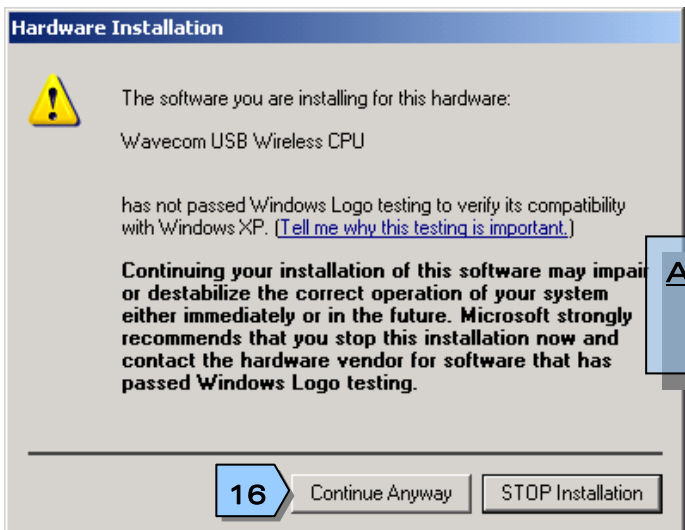 Hardware Installation
The software you are installing for this hardware:
Wavecom USB Wireless CPU
has not passed Windows Logo testing to verify its compatibility
with Windows XP. (Tell me why this testing is important.)
Continuing your installation of this software may impair
or destabilize the correct operation of your system
either immediately or in the future. Microsoft strongly
recommends that you stop this installation now and
contact the hardware vendor for software that has
passed Windows Logo testing.
A
16
Continue Anyway
STOP Installation